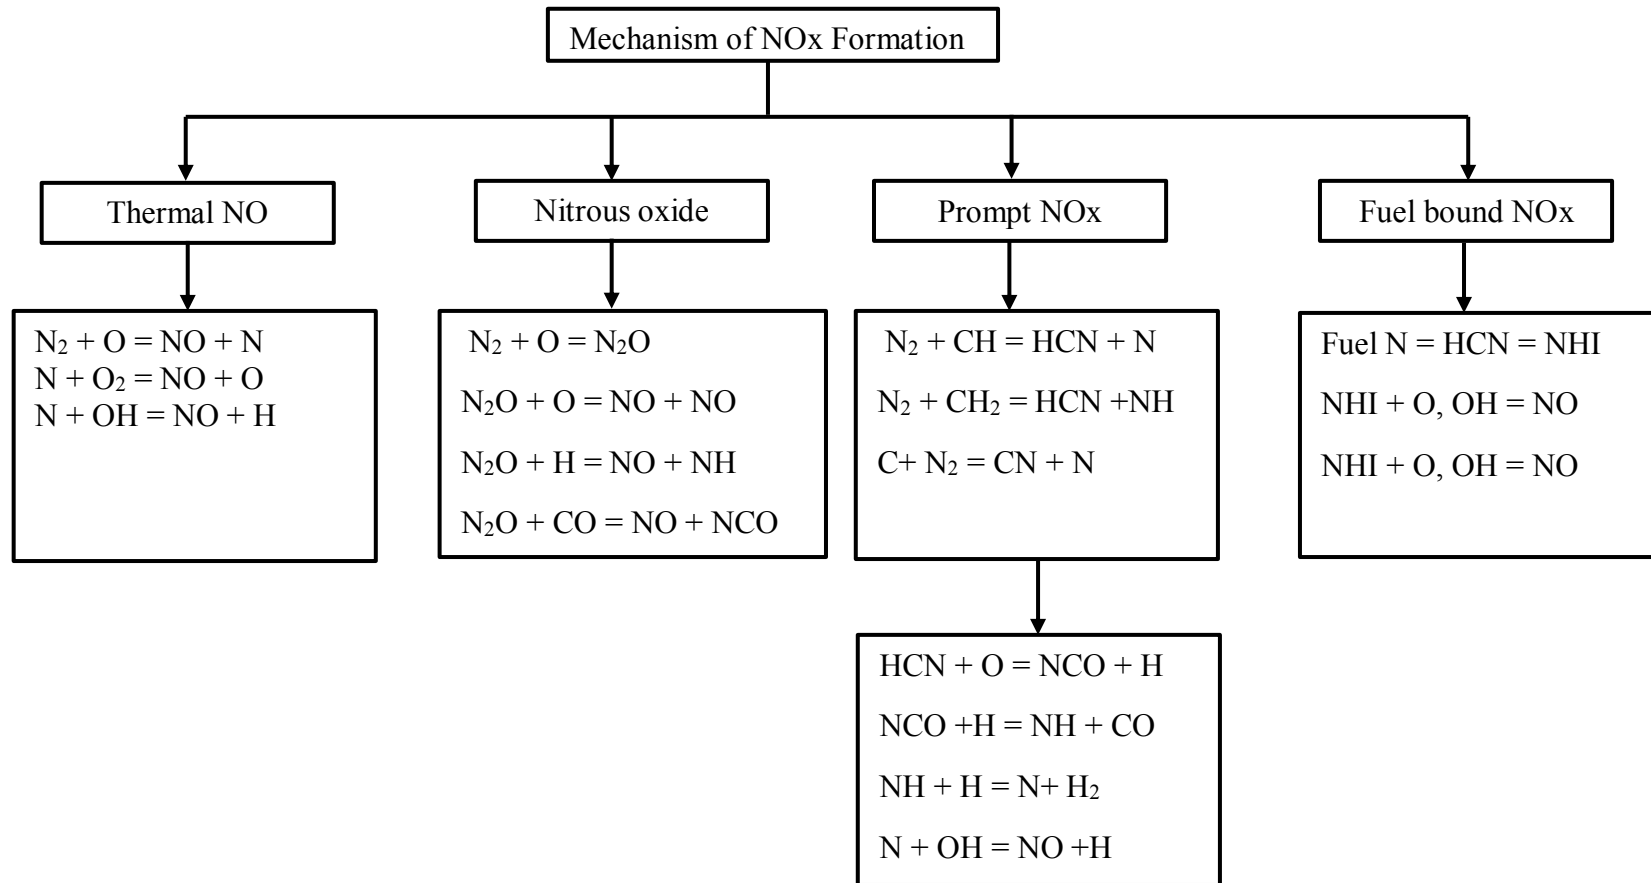 Mechanism of NOx Formation
Thermal NO
Nitrous oxide
Prompt NOx
Fuel bound NOx
N₂ + O = NO + N
N + O₂ = NO + O
N + OH = NO + H
N₂ + O = N₂O
N₂O + O = NO + NO
N₂O + H = NO + NH
N₂O + CO = NO + NCO
N₂ + CH = HCN + N
N₂ + CH₂ = HCN +NH
C+ N₂ = CN + N
Fuel N = HCN = NHI
NHI + O, OH = NO
NHI + O, OH = NO
HCN + O = NCO + H
NCO +H = NH + CO
NH + H = N+ H₂
N + OH = NO +H